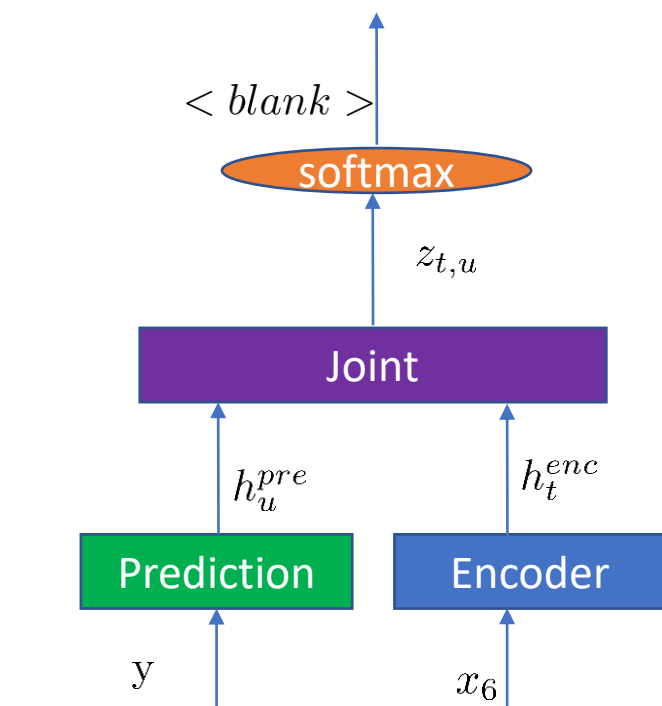 < blank >
softmax
z_{t,u}
Joint
h_u^{pre}
h_t^{enc}
Prediction
Encoder
y
x_6